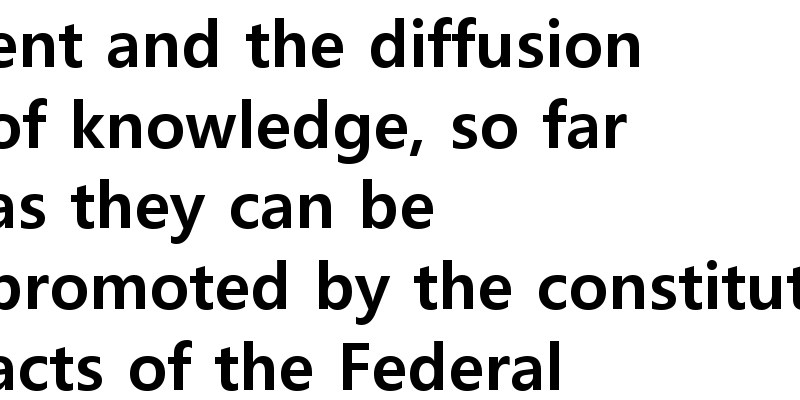 ent and the diffusion
of knowledge, so far
as they can be
promoted by the constitut
acts of the Federal